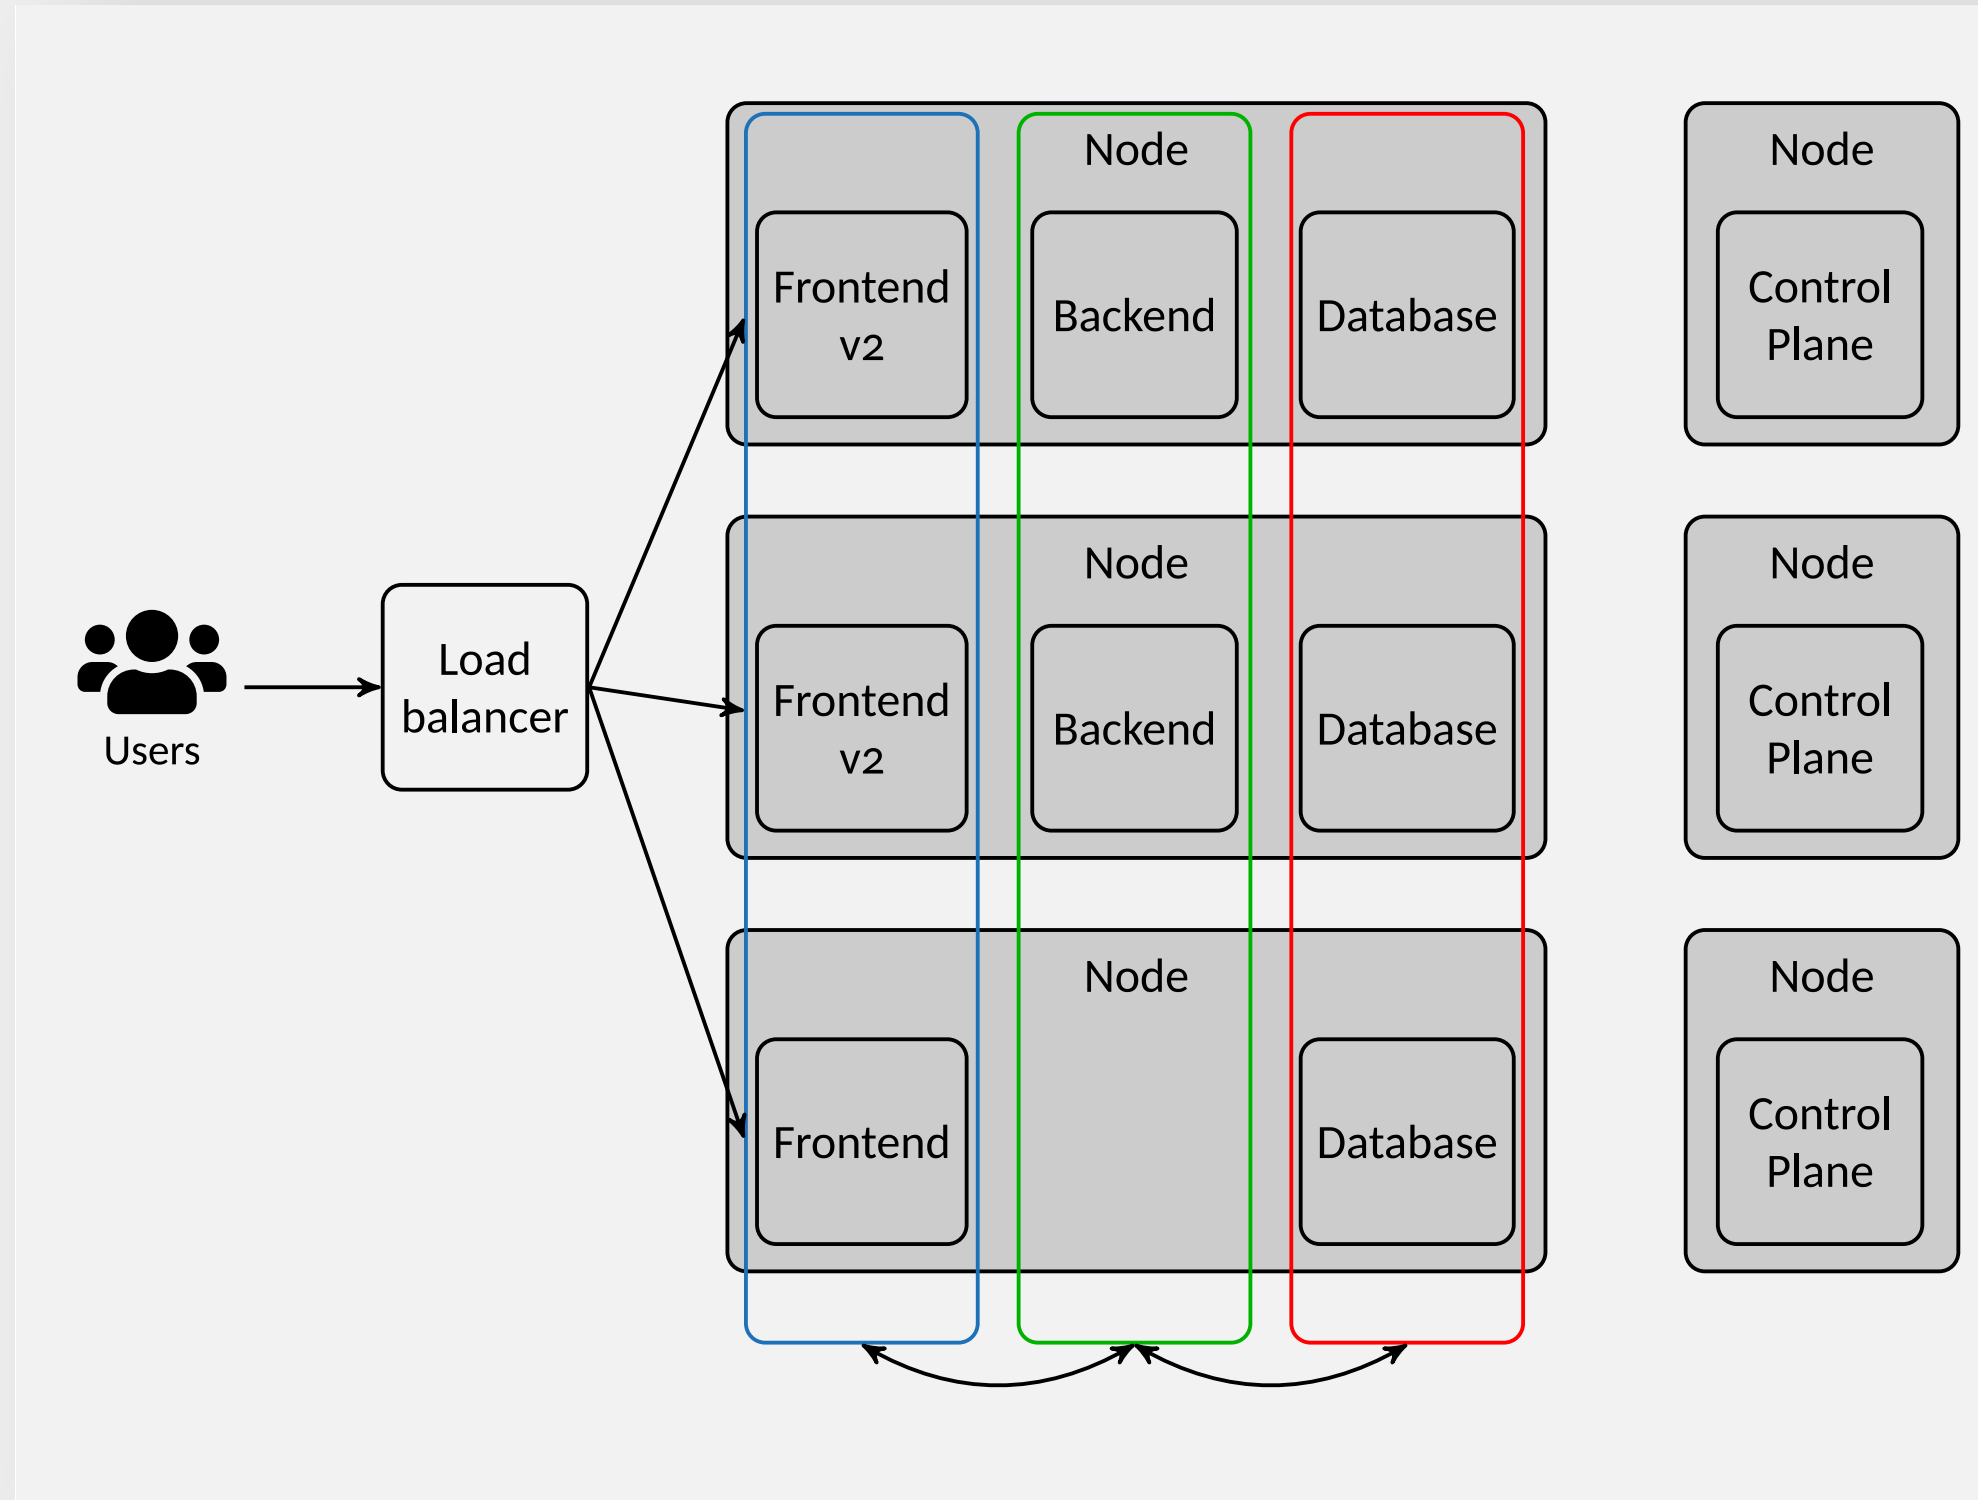 Node
Frontend
v2
Backend
Database
Node
Control
Plane
Users
Load
balancer
Node
Frontend
v2
Backend
Database
Node
Control
Plane
Node
Frontend
Database
Node
Control
Plane